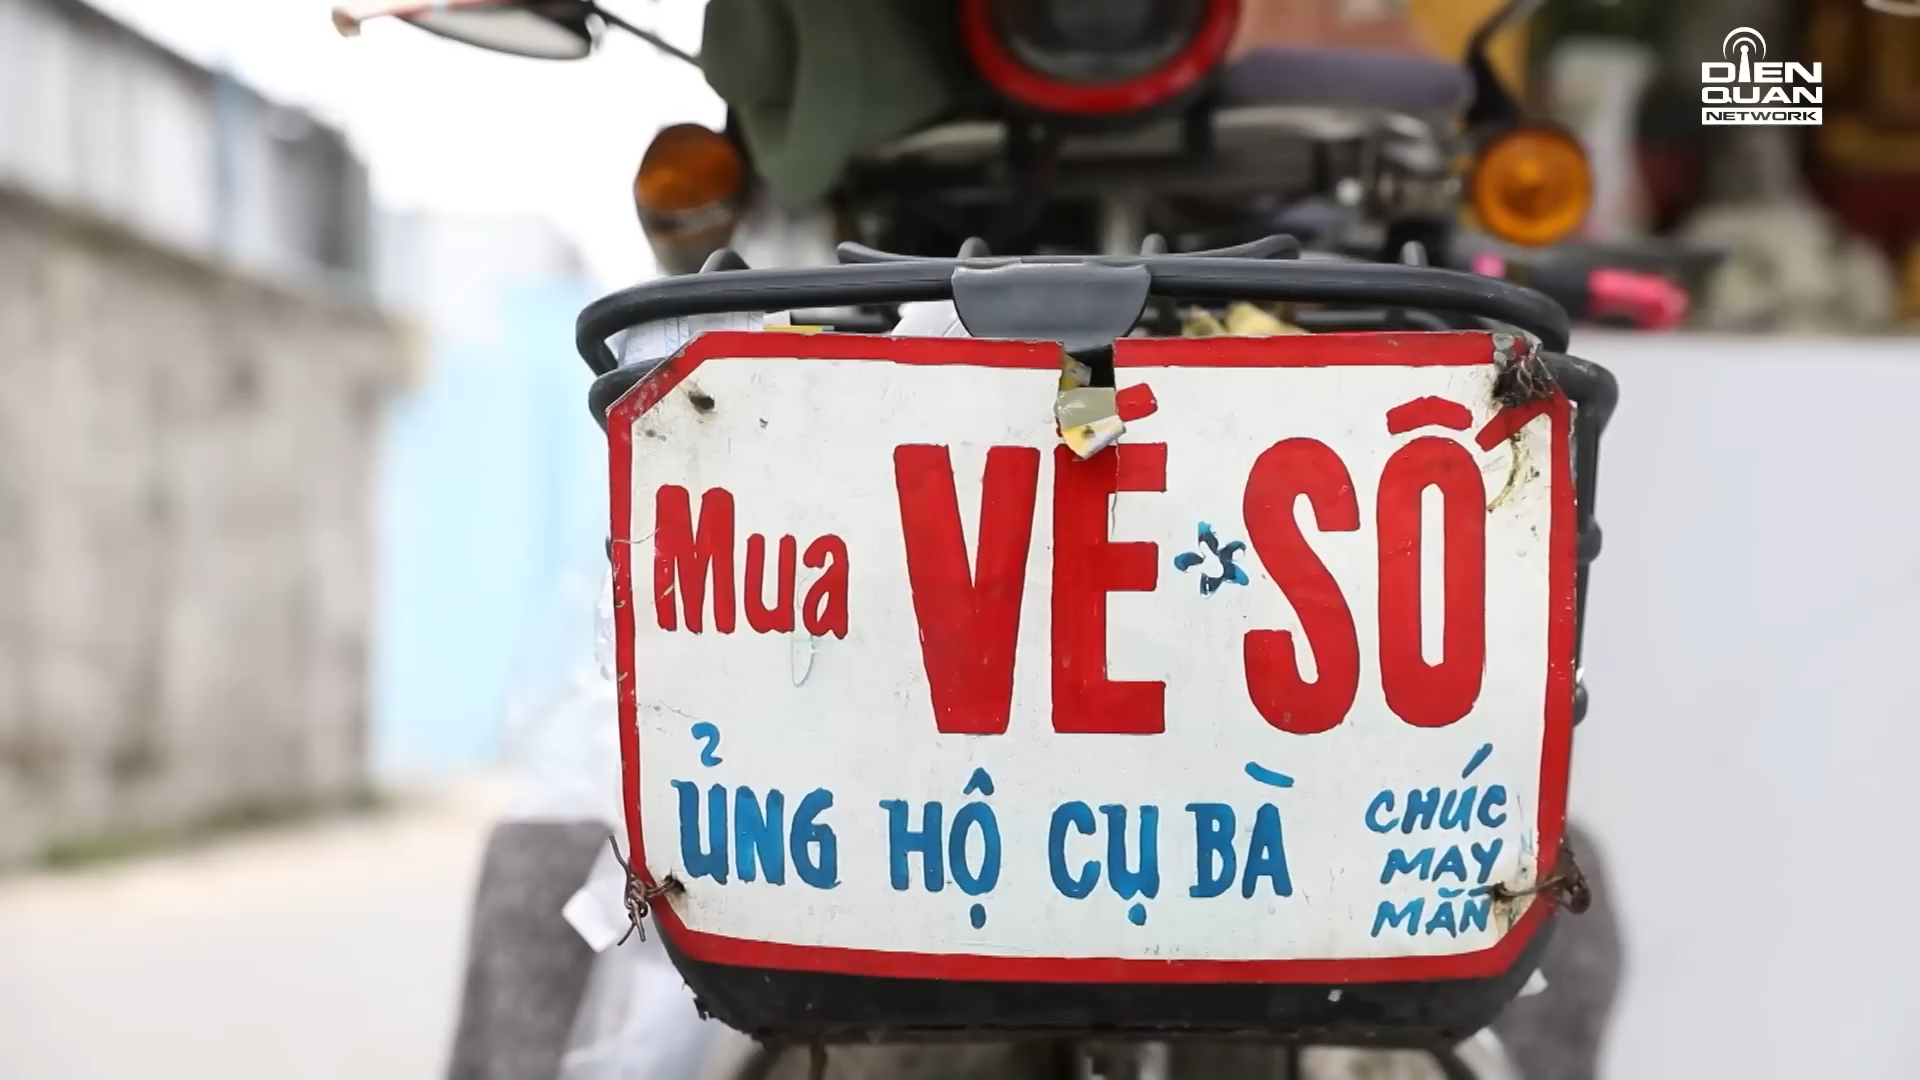 DIEN
QUAN
NETWORK
Mua VÉ SỐ
ỦNG HỘ CỤ BÀ
CHÚC
MAY
MẮN